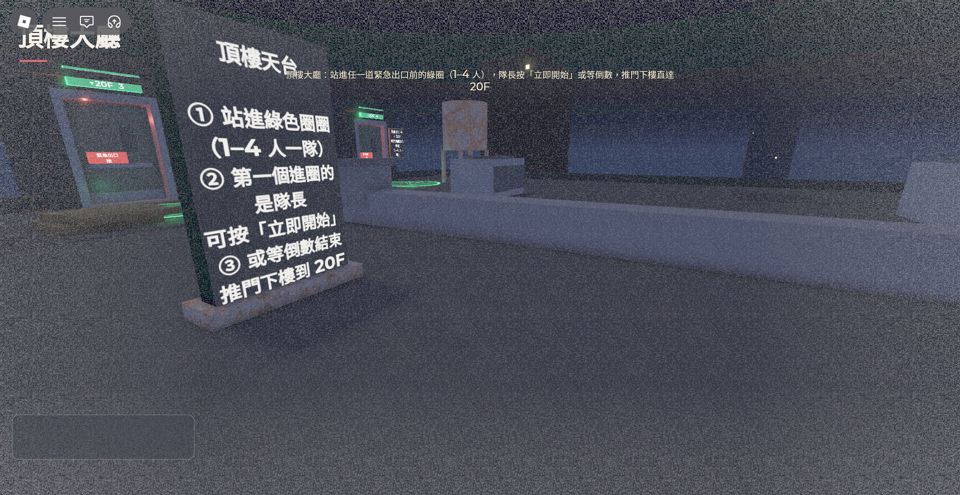 頂樓大廳
頂樓大廳：站進任一道緊急出口前的綠圈（1–4 人），隊長按「立即開始」或等倒數，推門下樓直達
20F
頂樓天台
① 站進綠色圈圈
（1–4 人一隊）
② 第一個進圈的
是隊長
可按「立即開始」
③ 或等倒數結束
推門下樓到 20F
緊急出口